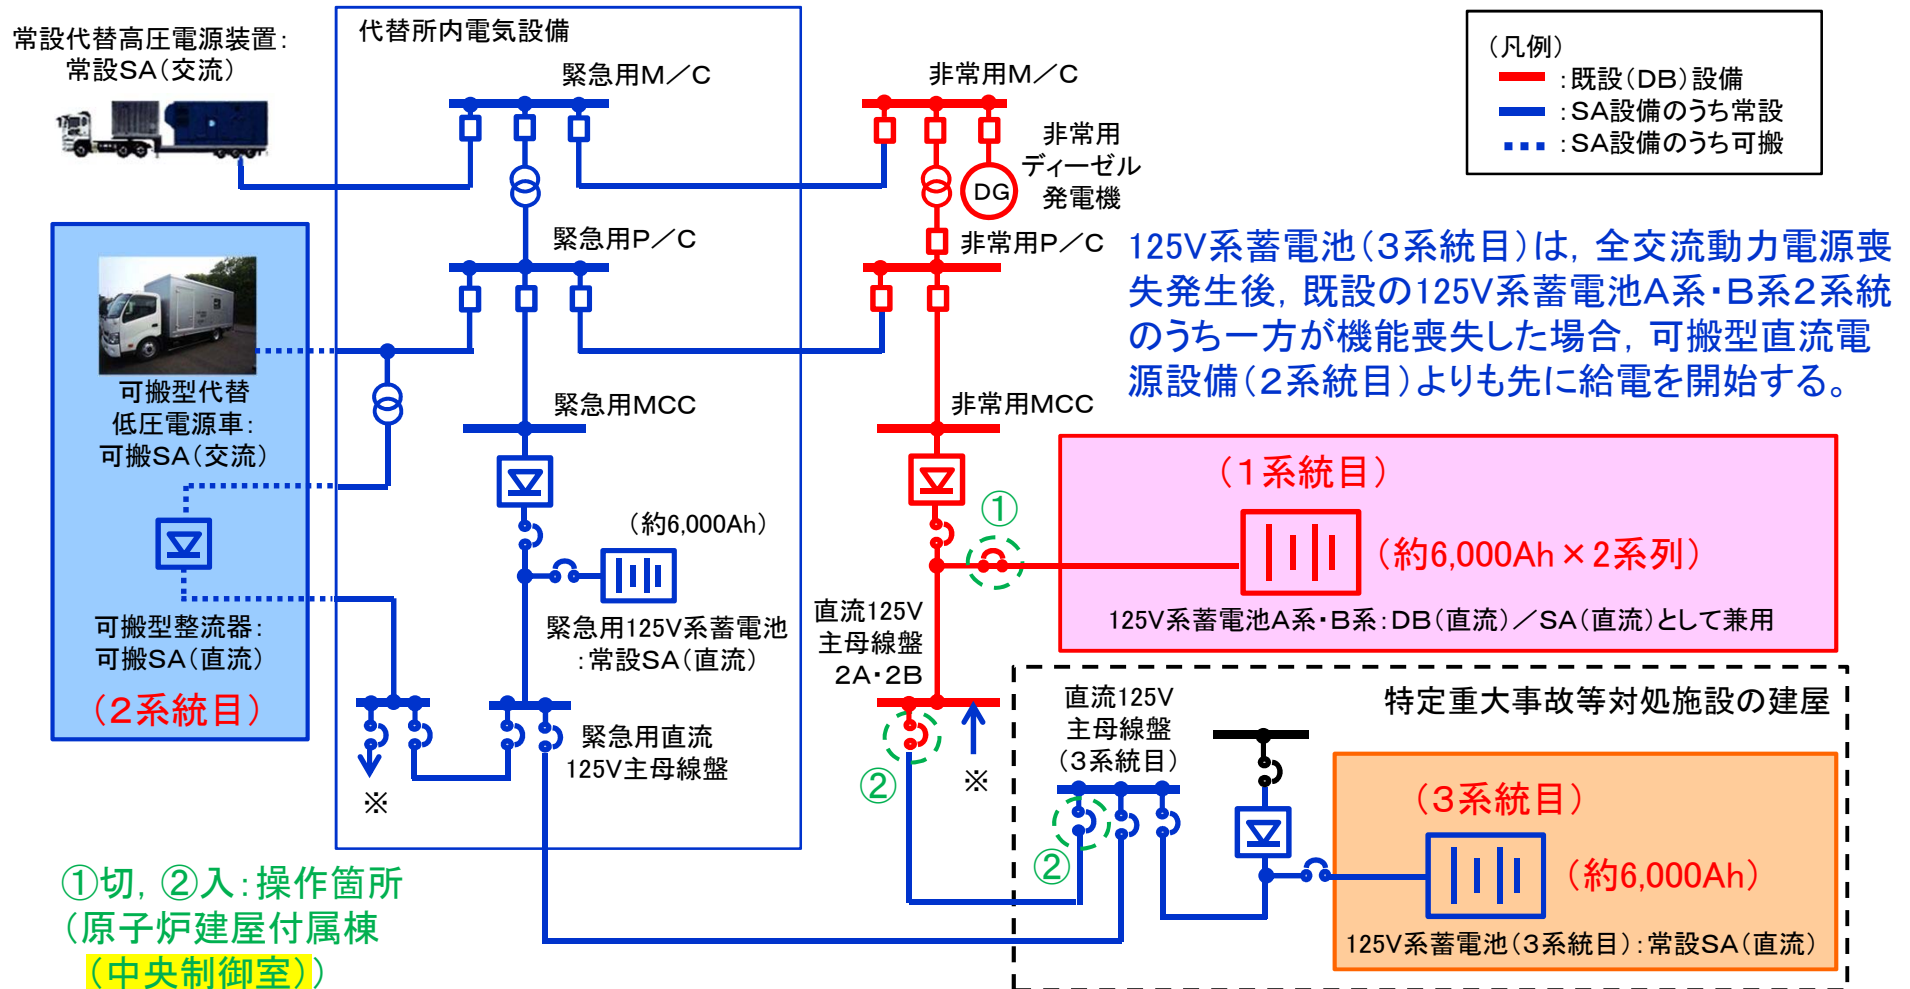 常設代替高圧電源装置：
常設SA（交流）
代替所内電気設備
緊急用M／C
非常用M／C
非常用
ディーゼル
発電機
DG
（凡例）
：既設（DB）設備
：SA設備のうち常設
：SA設備のうち可搬
緊急用P／C
非常用P／C
125V系蓄電池（3系統目）は，全交流動力電源喪
失発生後，既設の125V系蓄電池A系・B系2系統
のうち一方が機能喪失した場合，可搬型直流電
源設備（2系統目）よりも先に給電を開始する。
可搬型代替
低圧電源車：
可搬SA（交流）
緊急用MCC
非常用MCC
（1系統目）
①
（約6,000Ah×2系列）
125V系蓄電池A系・B系：DB（直流）／SA（直流）として兼用
（約6,000Ah）
緊急用125V系蓄電池
：常設SA（直流）
可搬型整流器：
可搬SA（直流）
（2系統目）
直流125V
主母線盤
2A・2B
緊急用直流
125V主母線盤
※
②
※
直流125V
主母線盤
（3系統目）
②
特定重大事故等対処施設の建屋
（3系統目）
（約6,000Ah）
125V系蓄電池（3系統目）：常設SA（直流）
①切，②入：操作箇所
（原子炉建屋付属棟
（中央制御室））